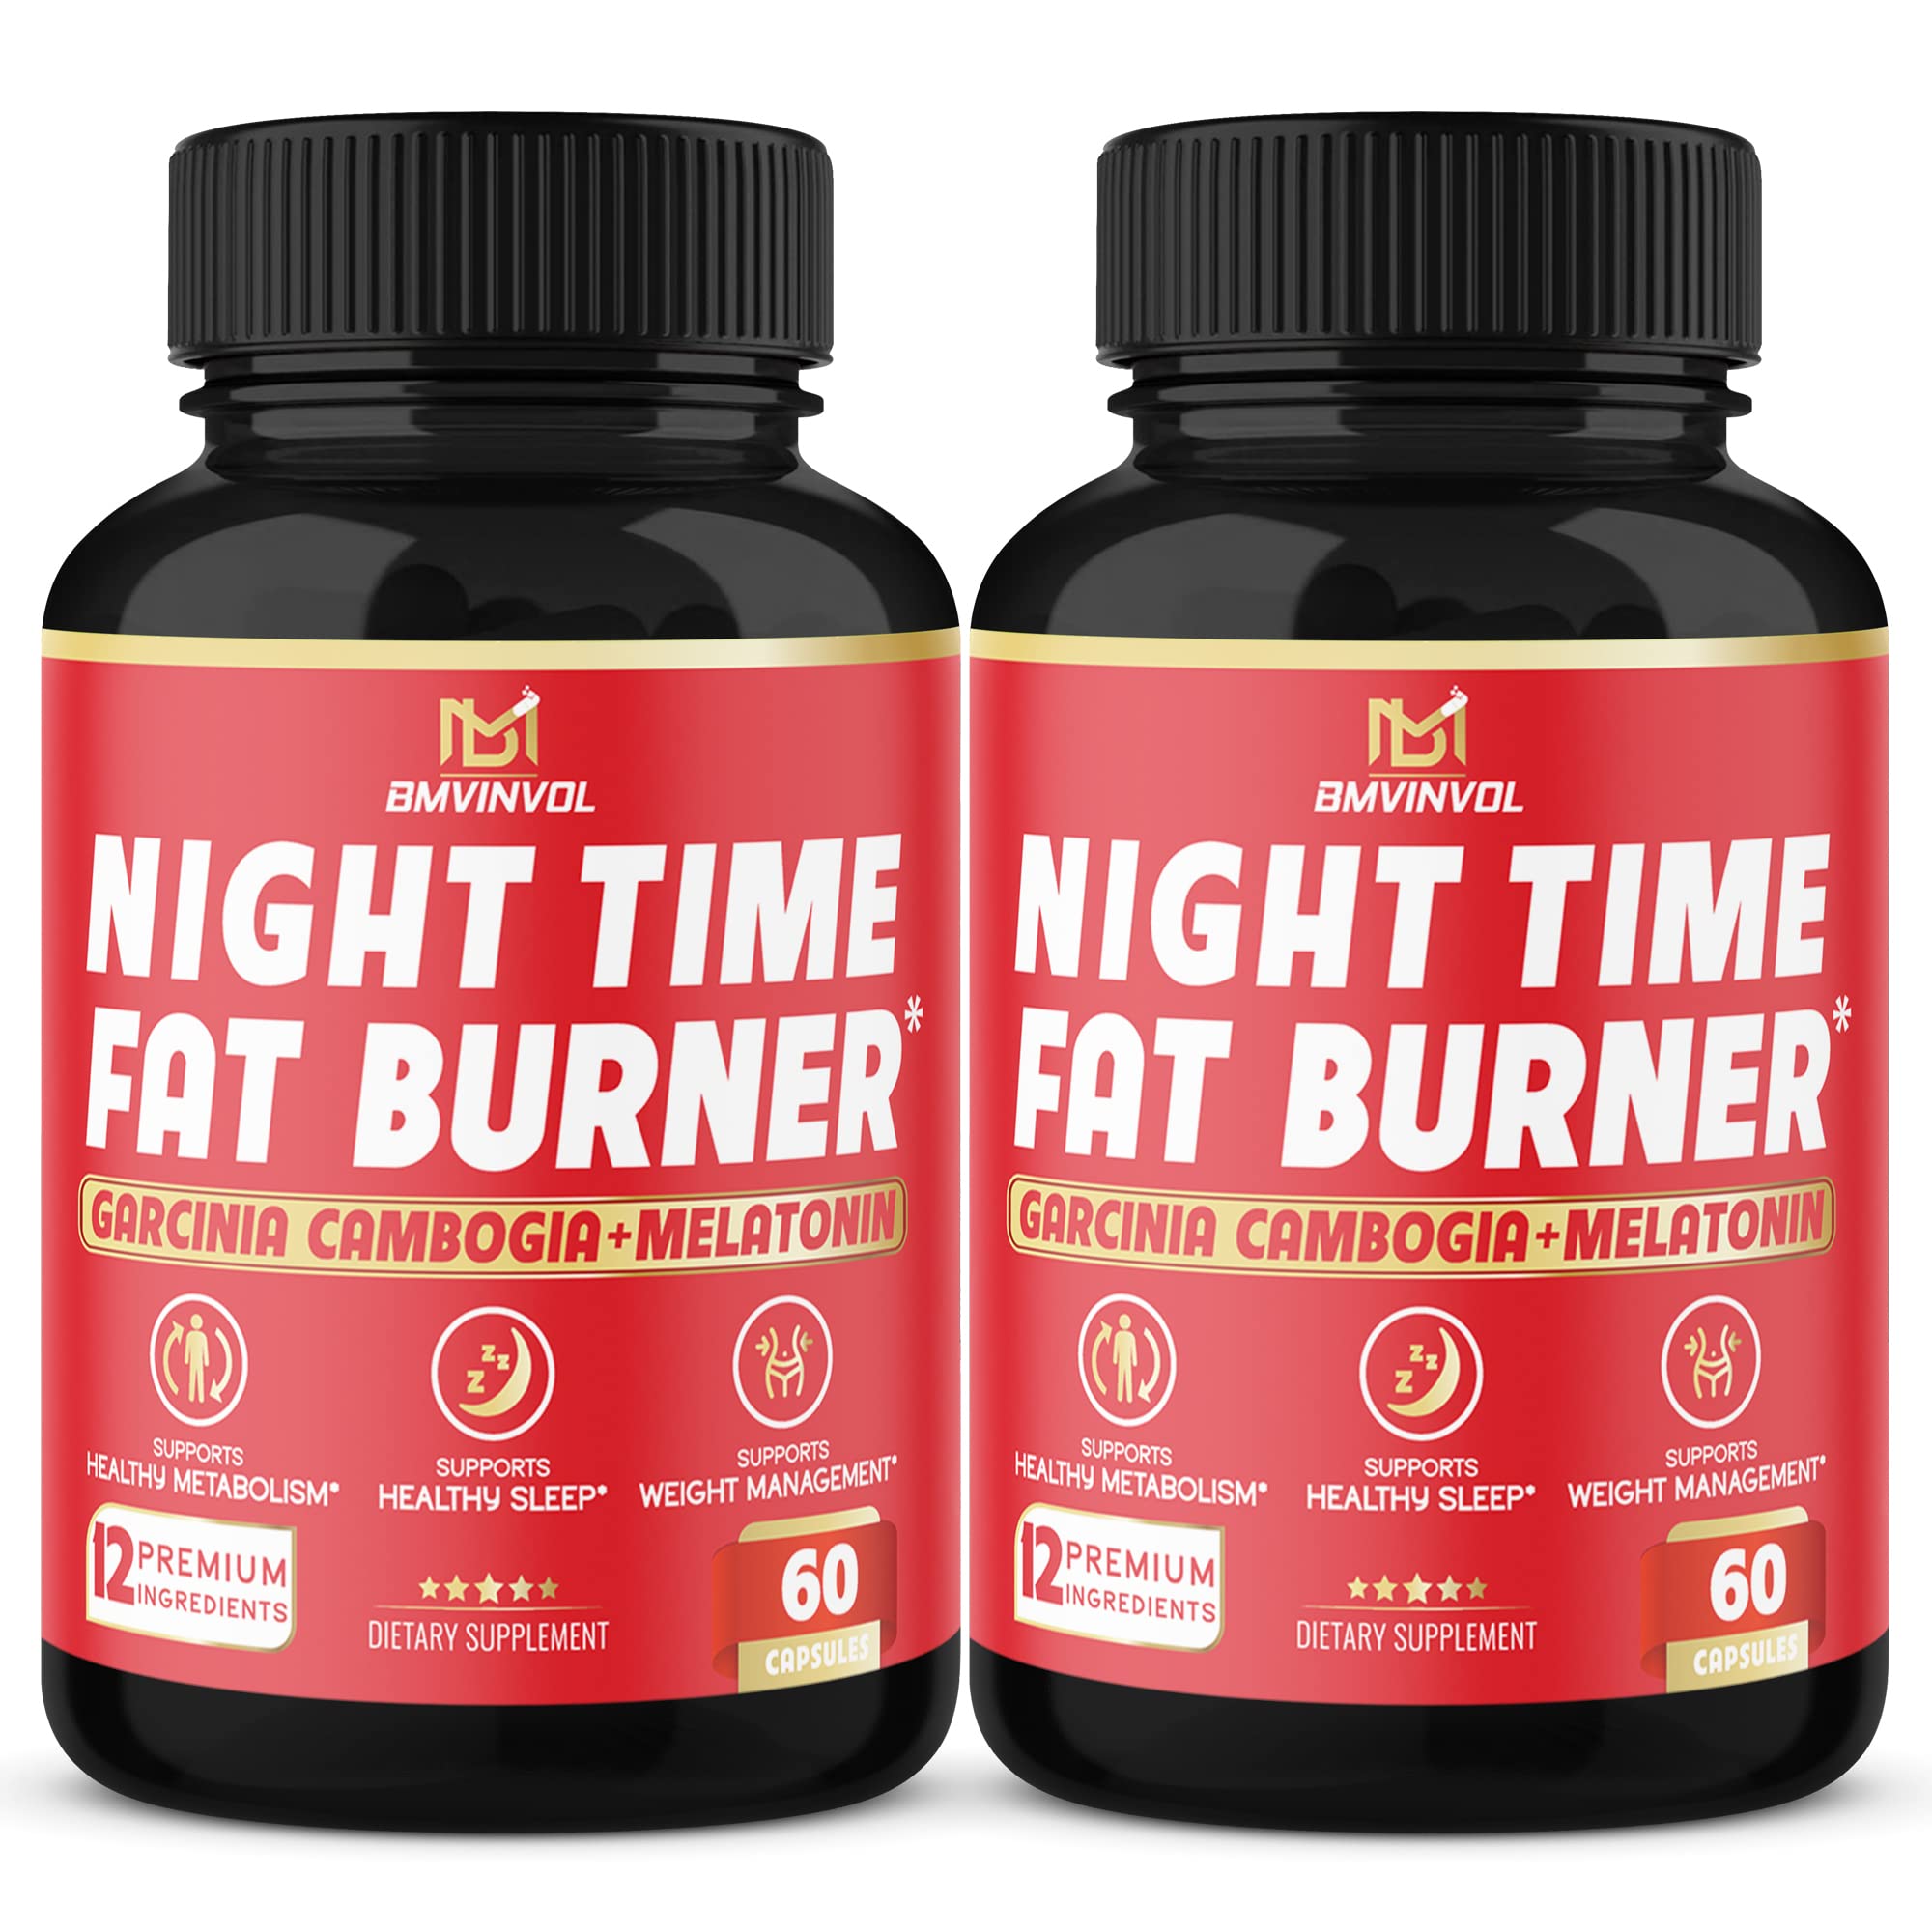 BMVINVOL
NIGHT TIME
FAT BURNER*
GARCINIA CAMBOGIA+MELATONIN
SUPPORTS
HEALTHY METABOLISM*
SUPPORTS
HEALTHY SLEEP*
SUPPORTS
WEIGHT MANAGEMENT*
12 PREMIUM
INGREDIENTS
DIETARY SUPPLEMENT
60
CAPSULES
BMVINVOL
NIGHT TIME
FAT BURNER*
GARCINIA CAMBOGIA+MELATONIN
SUPPORTS
HEALTHY METABOLISM*
SUPPORTS
HEALTHY SLEEP*
SUPPORTS
WEIGHT MANAGEMENT*
12 PREMIUM
INGREDIENTS
DIETARY SUPPLEMENT
60
CAPSULES